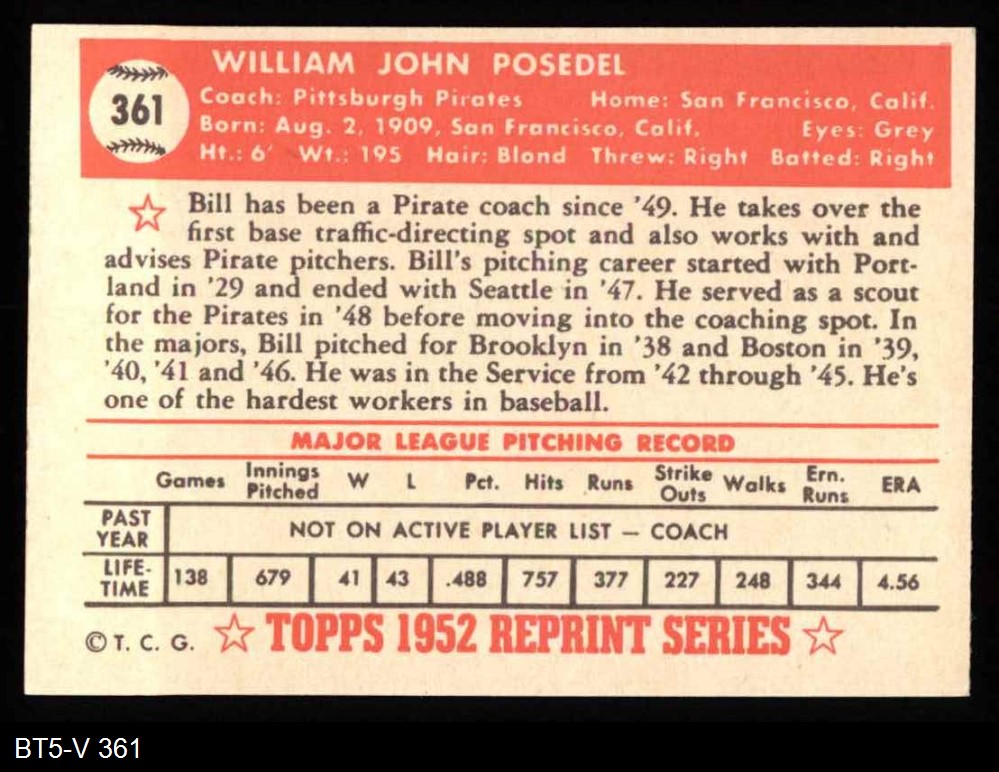 361
WILLIAM JOHN POSEDEL
Coach: Pittsburgh Pirates Home: San Francisco, Calif.
Born: Aug. 2, 1909, San Francisco, Calif. Eyes: Grey
Ht.: 6' Wt.: 195 Hair: Blond Threw: Right Batted: Right
Bill has been a Pirate coach since '49. He takes over the
first base traffic-directing spot and also works with and
advises Pirate pitchers. Bill's pitching career started with Port-
land in '29 and ended with Seattle in '47. He served as a scout
for the Pirates in '48 before moving into the coaching spot. In
the majors, Bill pitched for Brooklyn in '38 and Boston in '39,
'40, '41 and '46. He was in the Service from '42 through '45. He's
one of the hardest workers in baseball.
MAJOR LEAGUE PITCHING RECORD
Games Innings Pitched W L Pct. Hits Runs Strike Outs Walks Ern. Runs ERA
PAST YEAR NOT ON ACTIVE PLAYER LIST — COACH
LIFE-TIME 138 679 41 43 .488 757 377 227 248 344 4.56
© T. C. G. ☆ TOPPS 1952 REPRINT SERIES ☆
BT5-V 361